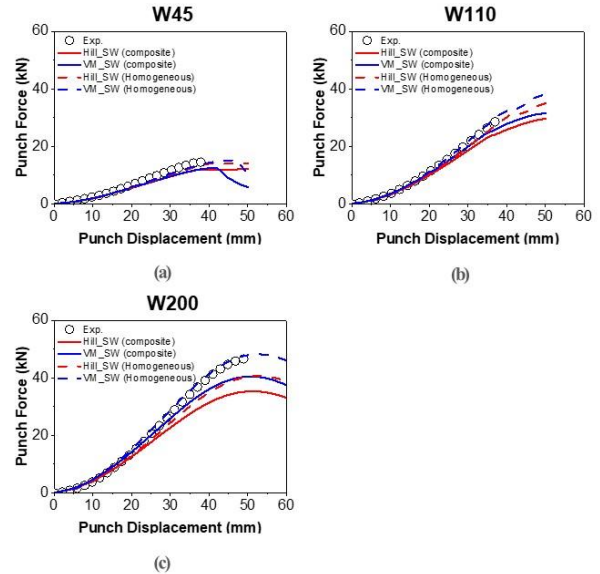 W45
60
40
20
0
Punch Force (kN)
Exp.
Hill_SW (composite)
VM_SW (composite)
Hill_SW (Homogeneous)
VM_SW (Homogeneous)
0 10 20 30 40 50 60
Punch Displacement (mm)
(a)
W110
60
40
20
0
Punch Force (kN)
Exp.
Hill_SW (composite)
VM_SW (composite)
Hill_SW (Homogeneous)
VM_SW (Homogeneous)
0 10 20 30 40 50 60
Punch Displacement (mm)
(b)
W200
60
40
20
0
Punch Force (kN)
Exp.
Hill_SW (composite)
VM_SW (composite)
Hill_SW (Homogeneous)
VM_SW (Homogeneous)
0 10 20 30 40 50 60
Punch Displacement (mm)
(c)